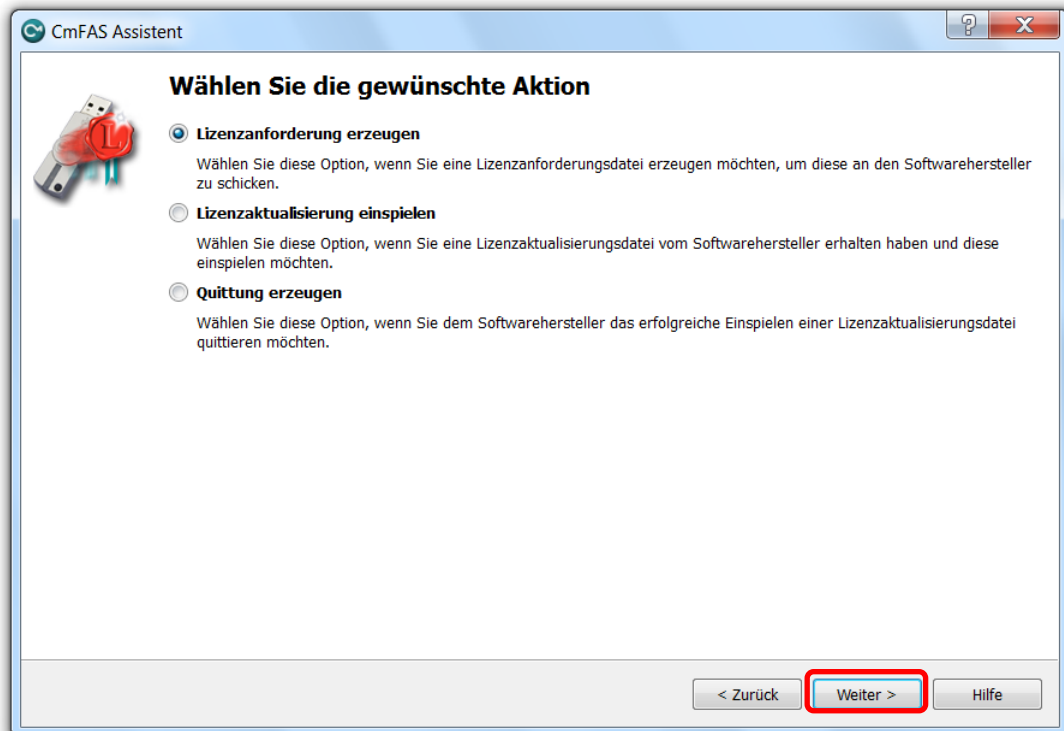 CmFAS Assistent
Wählen Sie die gewünschte Aktion
Lizenzanforderung erzeugen
Wählen Sie diese Option, wenn Sie eine Lizenzanforderungsdatei erzeugen möchten, um diese an den Softwarehersteller
zu schicken.
Lizenzaktualisierung einspielen
Wählen Sie diese Option, wenn Sie eine Lizenzaktualisierungsdatei vom Softwarehersteller erhalten haben und diese
einspielen möchten.
Quittung erzeugen
Wählen Sie diese Option, wenn Sie dem Softwarehersteller das erfolgreiche Einspielen einer Lizenzaktualisierungsdatei
quittieren möchten.
< Zurück Weiter > Hilfe